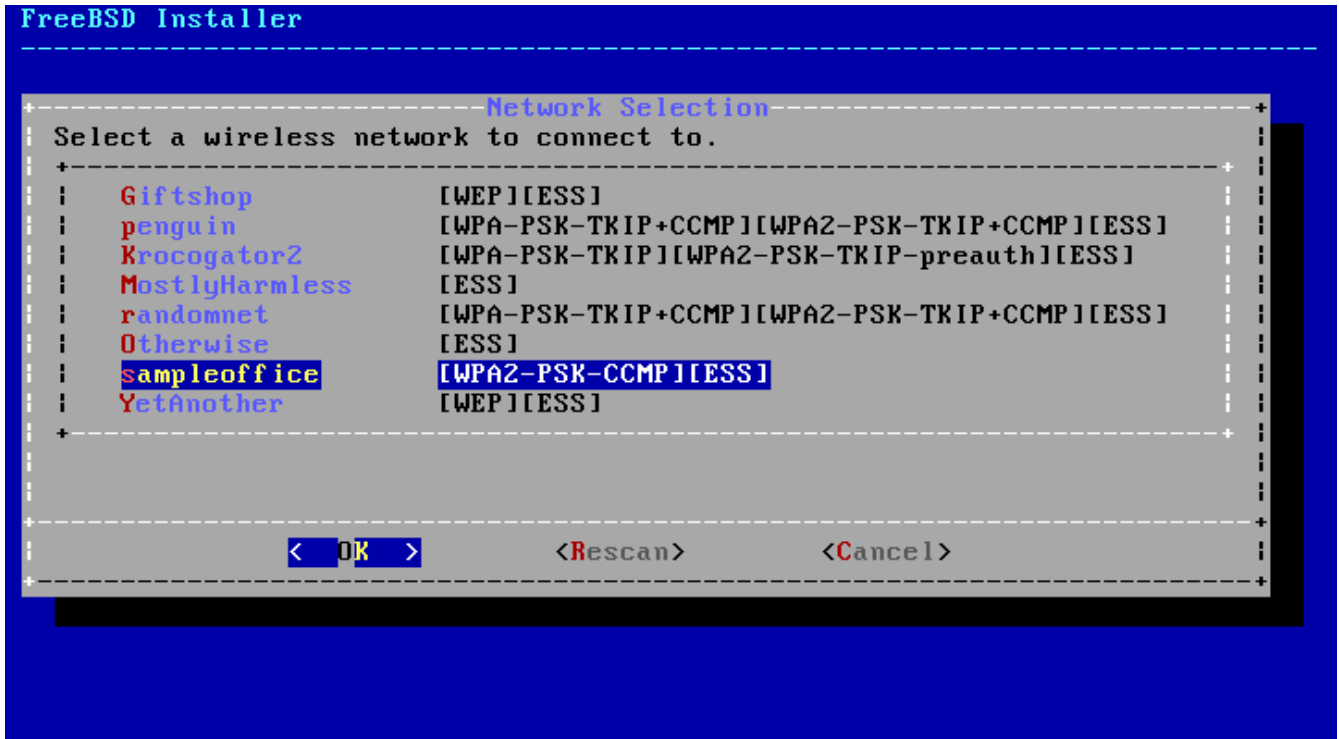 FreeBSD Installer
Network Selection
Select a wireless network to connect to.
Giftshop [WEP][ESS]
penguin [WPA-PSK-TKIP+CCMP][WPA2-PSK-TKIP+CCMP][ESS]
Krocogator2 [WPA-PSK-TKIP][WPA2-PSK-TKIP-preauth][ESS]
MostlyHarmless [ESS]
randomnet [WPA-PSK-TKIP+CCMP][WPA2-PSK-TKIP+CCMP][ESS]
Otherwise [ESS]
sampleoffice [WPA2-PSK-CCMP][ESS]
YetAnother [WEP][ESS]
< OK > <Rescan> <Cancel>